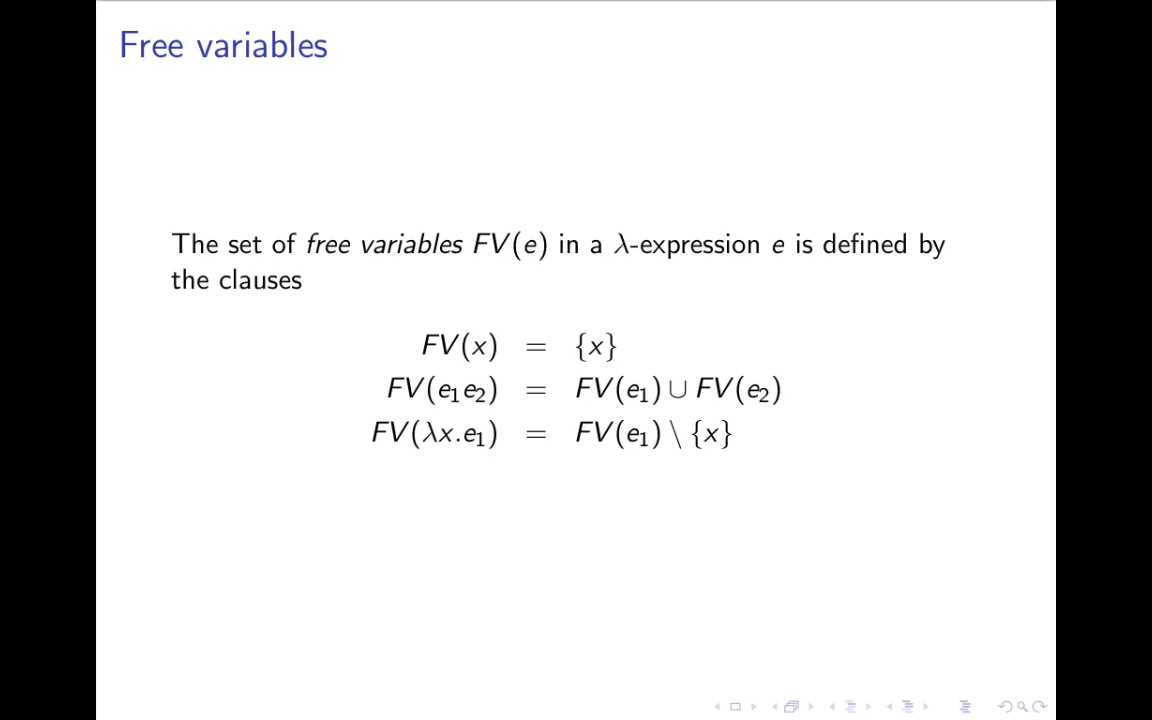 Free variables
The set of free variables FV(e) in a λ-expression e is defined by
the clauses
FV(x) = {x}
FV(e₁e₂) = FV(e₁) ∪ FV(e₂)
FV(λx.e₁) = FV(e₁) \ {x}